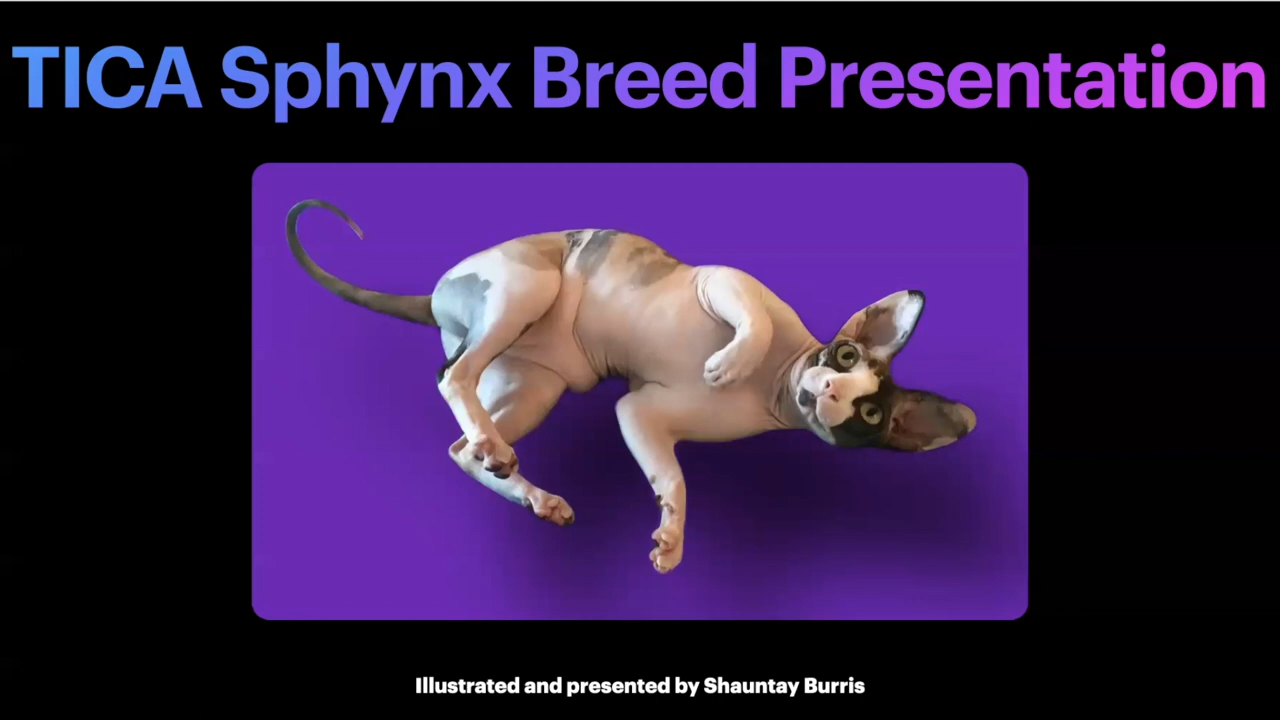 TICA Sphynx Breed Presentation
Illustrated and presented by Shauntay Burris